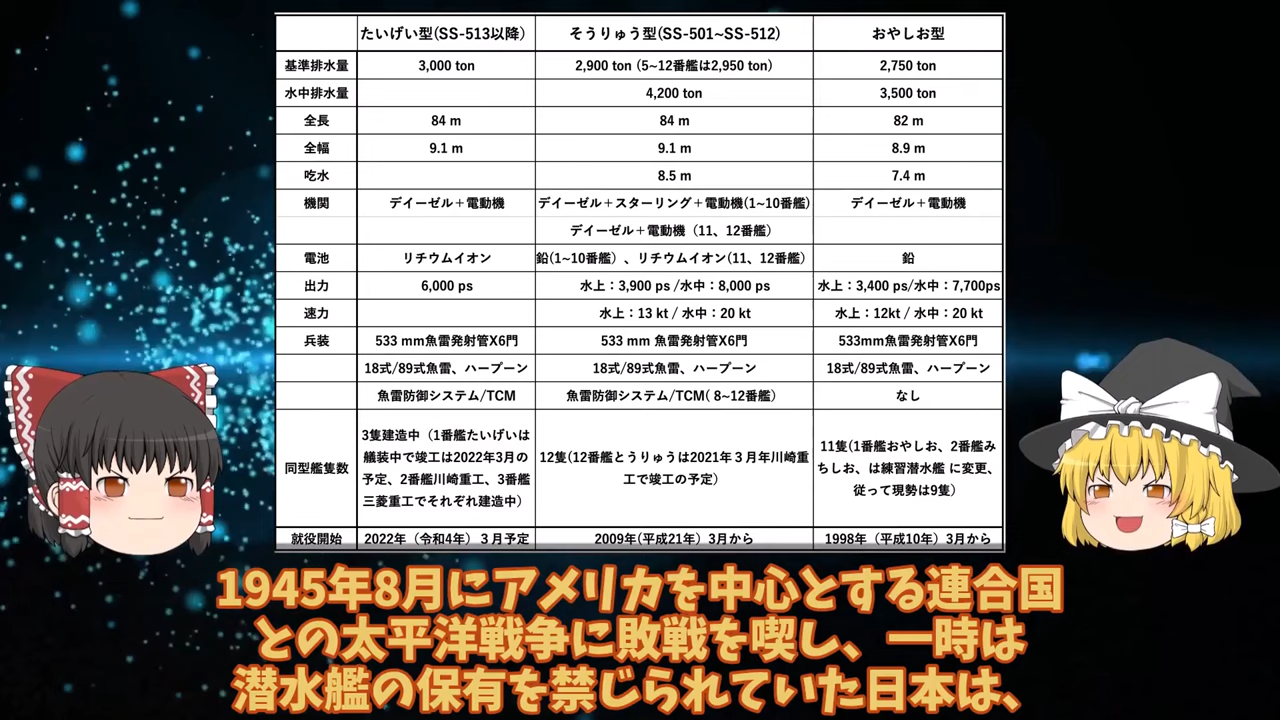 たいげい型(SS-513以降) そうりゅう型(SS-501~SS-512) おやしお型
基準排水量 3,000 ton 2,900 ton (5~12番艦は2,950 ton) 2,750 ton
水中排水量 4,200 ton 3,500 ton
全長 84 m 84 m 82 m
全幅 9.1 m 9.1 m 8.9 m
吃水 8.5 m 7.4 m
機関 デイーゼル＋電動機 デイーゼル＋スターリング＋電動機(1~10番艦) デイーゼル＋電動機
デイーゼル＋電動機（11、12番艦）
電池 リチウムイオン 鉛(1~10番艦）、リチウムイオン(11、12番艦） 鉛
出力 6,000 ps 水上：3,900 ps /水中：8,000 ps 水上：3,400 ps/水中：7,700ps
速力 水上：13 kt / 水中：20 kt 水上：12kt / 水中：20 kt
兵装 533 mm魚雷発射管X6門 533 mm 魚雷発射管X6門 533mm魚雷発射管X6門
18式/89式魚雷、ハープーン 18式/89式魚雷、ハープーン 18式/89式魚雷、ハープーン
魚雷防御システム/TCM 魚雷防御システム/TCM( 8~12番艦） なし
同型艦隻数
3隻建造中（1番艦たいげいは
艤装中で竣工は2022年3月の
予定、2番艦川崎重工、3番艦
三菱重工でそれぞれ建造中）
12隻(12番艦とうりゅうは2021年３月年川崎重
工で竣工の予定）
11隻(1番艦おやしお、2番艦み
ちしお、は練習潜水艦 に変更、
従って現勢は9隻）
就役開始 2022年（令和4年）３月予定 2009年(平成21年）3月から 1998年（平成10年）3月から
1945年8月にアメリカを中心とする連合国
との太平洋戦争に敗戦を喫し、一時は
潜水艦の保有を禁じられていた日本は、